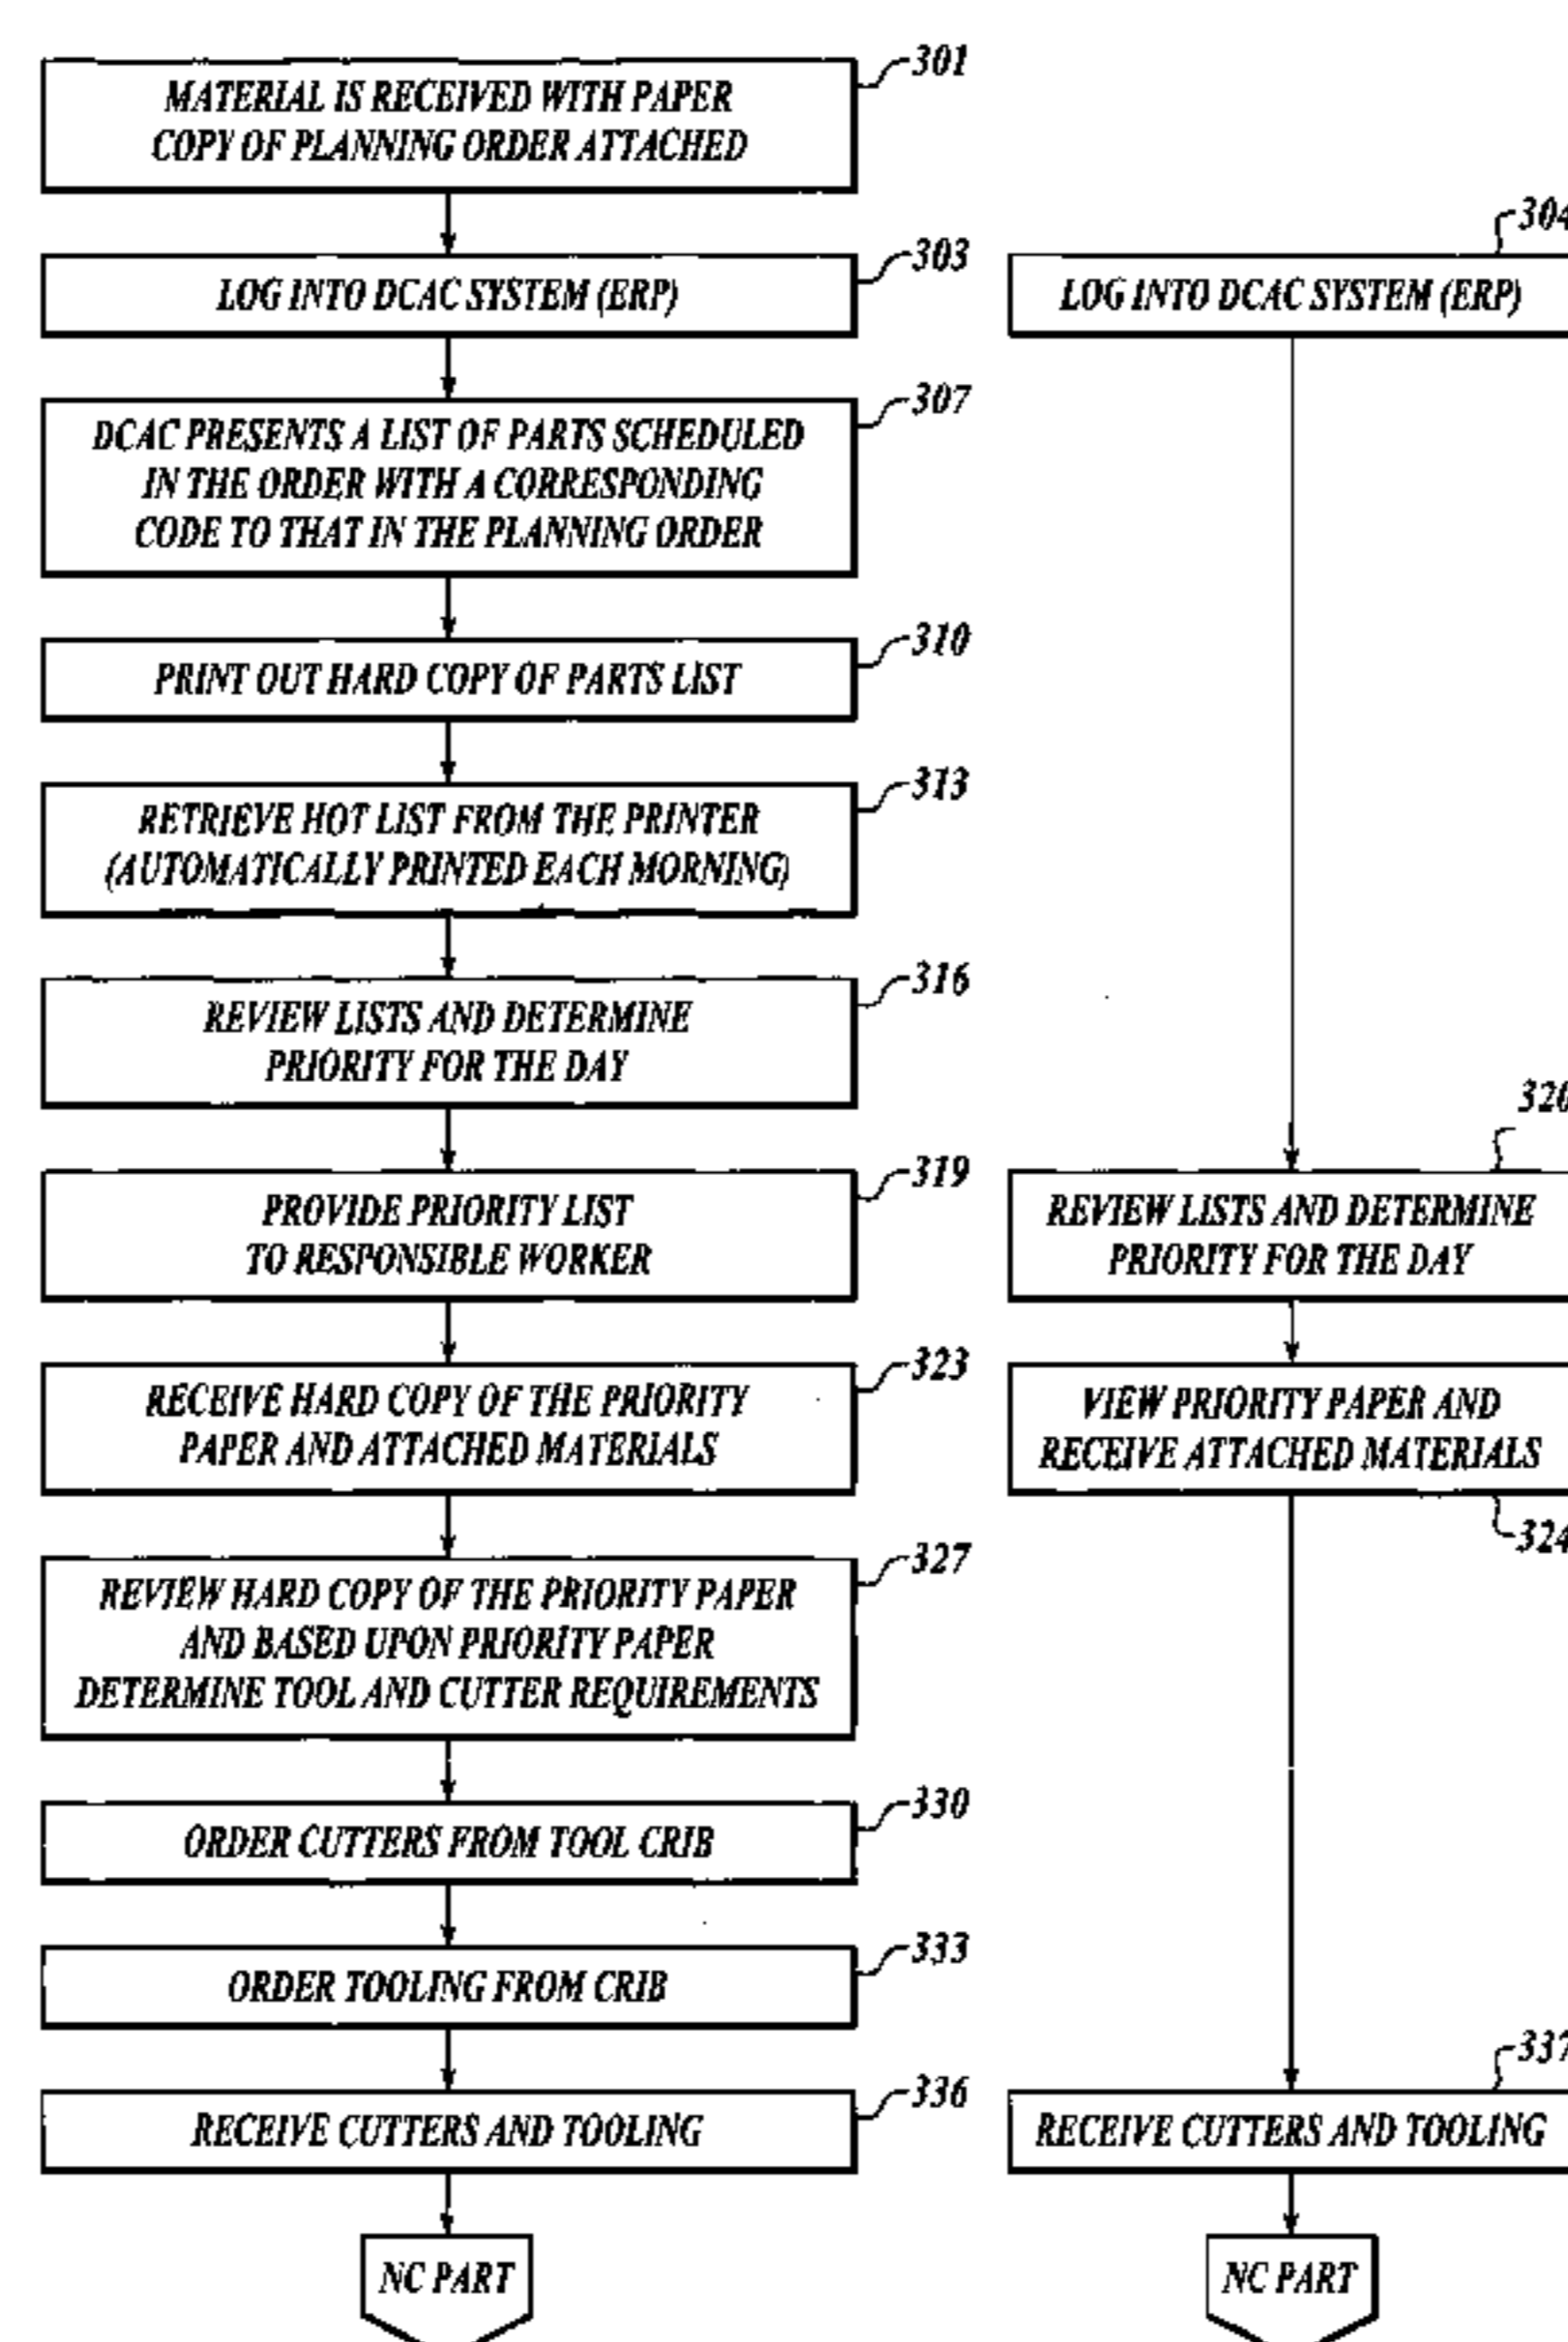 301
MATERIAL IS RECEIVED WITH PAPER
COPY OF PLANNING ORDER ATTACHED
303
LOG INTO DCAC SYSTEM (ERP)
307
DCAC PRESENTS A LIST OF PARTS SCHEDULED
IN THE ORDER WITH A CORRESPONDING
CODE TO THAT IN THE PLANNING ORDER
310
PRINT OUT HARD COPY OF PARTS LIST
313
RETRIEVE HOT LIST FROM THE PRINTER
(AUTOMATICALLY PRINTED EACH MORNING)
316
REVIEW LISTS AND DETERMINE
PRIORITY FOR THE DAY
319
PROVIDE PRIORITY LIST
TO RESPONSIBLE WORKER
323
RECEIVE HARD COPY OF THE PRIORITY
PAPER AND ATTACHED MATERIALS
327
REVIEW HARD COPY OF THE PRIORITY PAPER
AND BASED UPON PRIORITY PAPER
DETERMINE TOOL AND CUTTER REQUIREMENTS
330
ORDER CUTTERS FROM TOOL CRIB
333
ORDER TOOLING FROM CRIB
336
RECEIVE CUTTERS AND TOOLING
NC PART
304
LOG INTO DCAC SYSTEM (ERP)
320
REVIEW LISTS AND DETERMINE
PRIORITY FOR THE DAY
VIEW PRIORITY PAPER AND
RECEIVE ATTACHED MATERIALS
324
337
RECEIVE CUTTERS AND TOOLING
NC PART